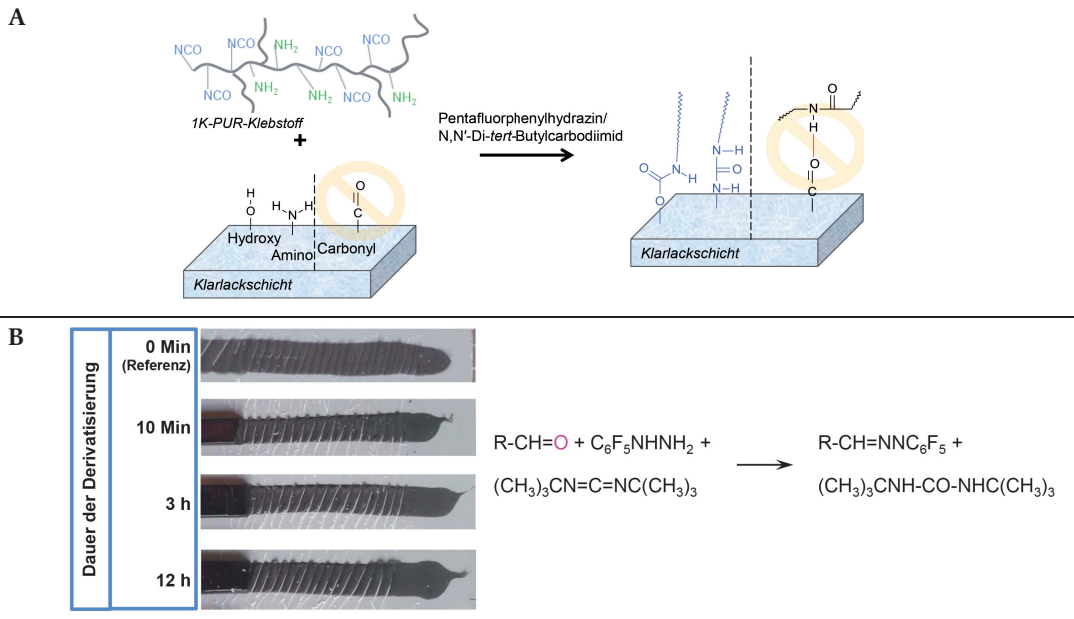 A
NCO
NCO
NH₂
NCO
NCO
NCO
NH₂
NH₂
NCO
NH₂
1K-PUR-Klebstoff
+
Pentafluorphenylhydrazin/
N,N′-Di-tert-Butylcarbodiimid
H
O
H
N
H
O
C
Hydroxy
Amino
Carbonyl
Klarlackschicht
O
N
H
O
N
H
O
N
H
O
N
H
O
C
Klarlackschicht
B
Dauer der Derivatisierung
0 Min
(Referenz)
10 Min
3 h
12 h
R-CH=O + C₆F₅NHNH₂ +
(CH₃)₃CN=C=NC(CH₃)₃
R-CH=NNC₆F₅ +
(CH₃)₃CNH-CO-NHC(CH₃)₃